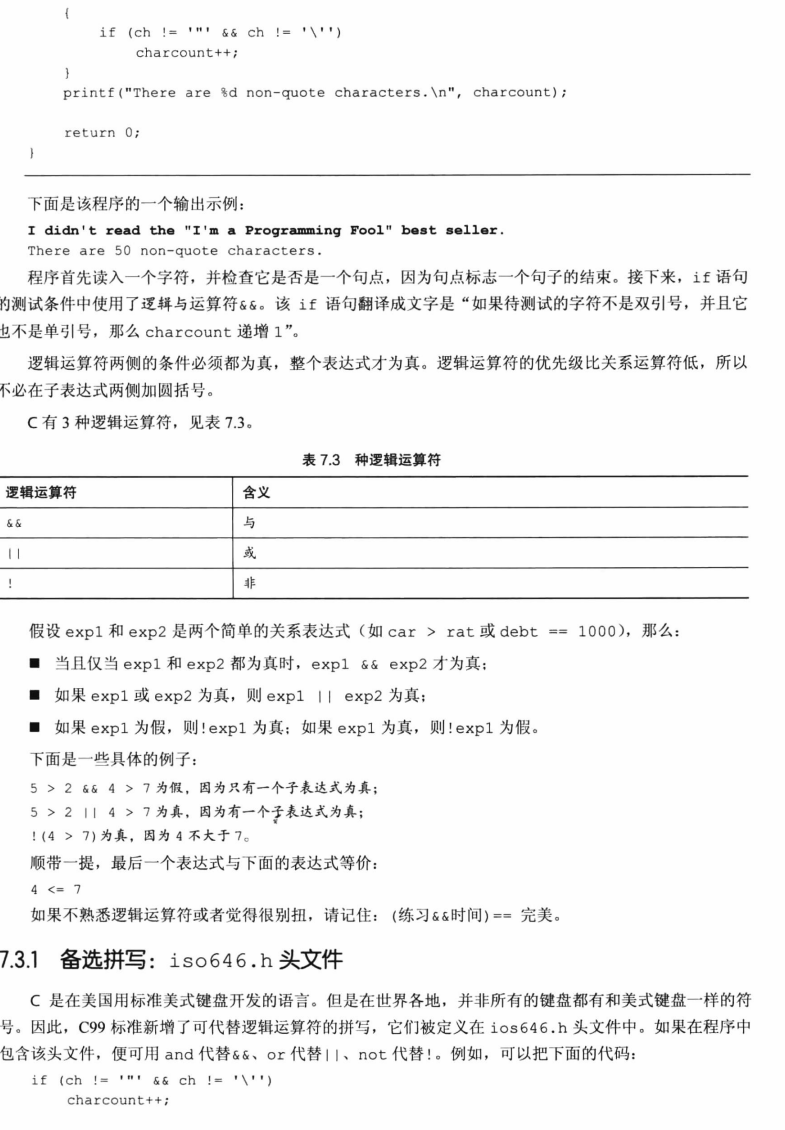 {
if (ch != '"' && ch != '\'')
charcount++;
}
printf("There are %d non-quote characters.\n", charcount);
return 0;
}
下面是该程序的一个输出示例：
I didn't read the "I'm a Programming Fool" best seller.
There are 50 non-quote characters.
程序首先读入一个字符，并检查它是否是一个句点，因为句点标志一个句子的结束。接下来，if 语句
的测试条件中使用了逻辑与运算符&&。该 if 语句翻译成文字是“如果待测试的字符不是双引号，并且它
也不是单引号，那么 charcount 递增 1”。
逻辑运算符两侧的条件必须都为真，整个表达式才为真。逻辑运算符的优先级比关系运算符低，所以
不必在子表达式两侧加圆括号。
C 有 3 种逻辑运算符，见表 7.3。
表 7.3 种逻辑运算符
逻辑运算符 含义
&& 与
|| 或
! 非
假设 exp1 和 exp2 是两个简单的关系表达式（如 car > rat 或 debt == 1000），那么：
■ 当且仅当 exp1 和 exp2 都为真时，exp1 && exp2 才为真；
■ 如果 exp1 或 exp2 为真，则 exp1 || exp2 为真；
■ 如果 exp1 为假，则!exp1 为真；如果 exp1 为真，则!exp1 为假。
下面是一些具体的例子：
5 > 2 && 4 > 7 为假，因为只有一个子表达式为真；
5 > 2 || 4 > 7 为真，因为有一个子表达式为真；
!(4 > 7)为真，因为 4 不大于 7。
顺带一提，最后一个表达式与下面的表达式等价：
4 <= 7
如果不熟悉逻辑运算符或者觉得很别扭，请记住：(练习&&时间)== 完美。
7.3.1 备选拼写：iso646.h 头文件
C 是在美国用标准美式键盘开发的语言。但是在世界各地，并非所有的键盘都有和美式键盘一样的符
号。因此，C99 标准新增了可代替逻辑运算符的拼写，它们被定义在 ios646.h 头文件中。如果在程序中
包含该头文件，便可用 and 代替&&、or 代替||、not 代替!。例如，可以把下面的代码：
if (ch != '"' && ch != '\'')
charcount++;